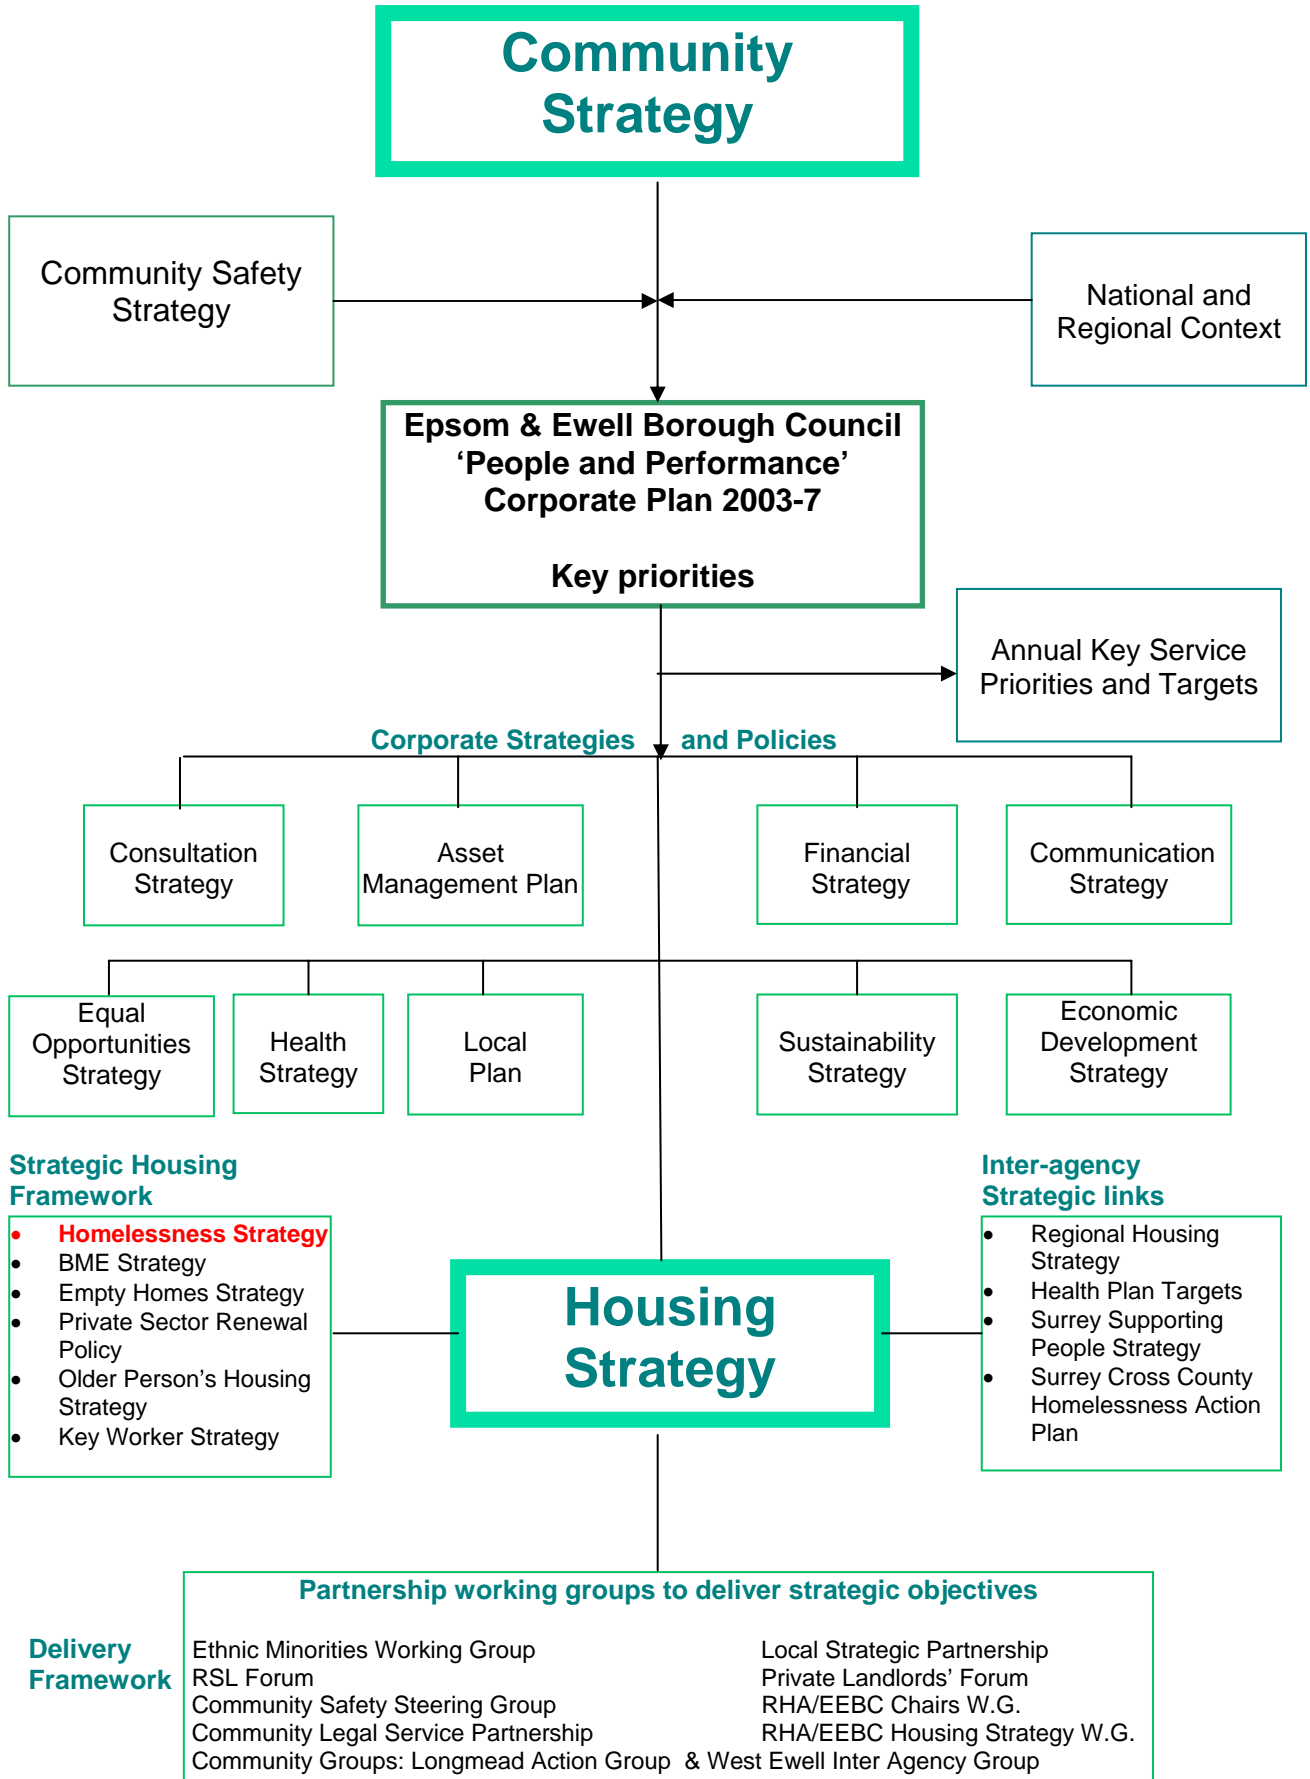 Community
Strategy
Community Safety
Strategy
National and
Regional Context
Epsom & Ewell Borough Council
‘People and Performance’
Corporate Plan 2003-7
Key priorities
Annual Key Service
Priorities and Targets
Corporate Strategies and Policies
Consultation
Strategy
Asset
Management Plan
Financial
Strategy
Communication
Strategy
Equal
Opportunities
Strategy
Health
Strategy
Local
Plan
Sustainability
Strategy
Economic
Development
Strategy
Strategic Housing
Framework
• Homelessness Strategy
• BME Strategy
• Empty Homes Strategy
• Private Sector Renewal
Policy
• Older Person’s Housing
Strategy
• Key Worker Strategy
Housing
Strategy
Inter-agency
Strategic links
• Regional Housing
Strategy
• Health Plan Targets
• Surrey Supporting
People Strategy
• Surrey Cross County
Homelessness Action
Plan
Delivery
Framework
Partnership working groups to deliver strategic objectives
Ethnic Minorities Working Group Local Strategic Partnership
RSL Forum Private Landlords’ Forum
Community Safety Steering Group RHA/EEBC Chairs W.G.
Community Legal Service Partnership RHA/EEBC Housing Strategy W.G.
Community Groups: Longmead Action Group & West Ewell Inter Agency Group